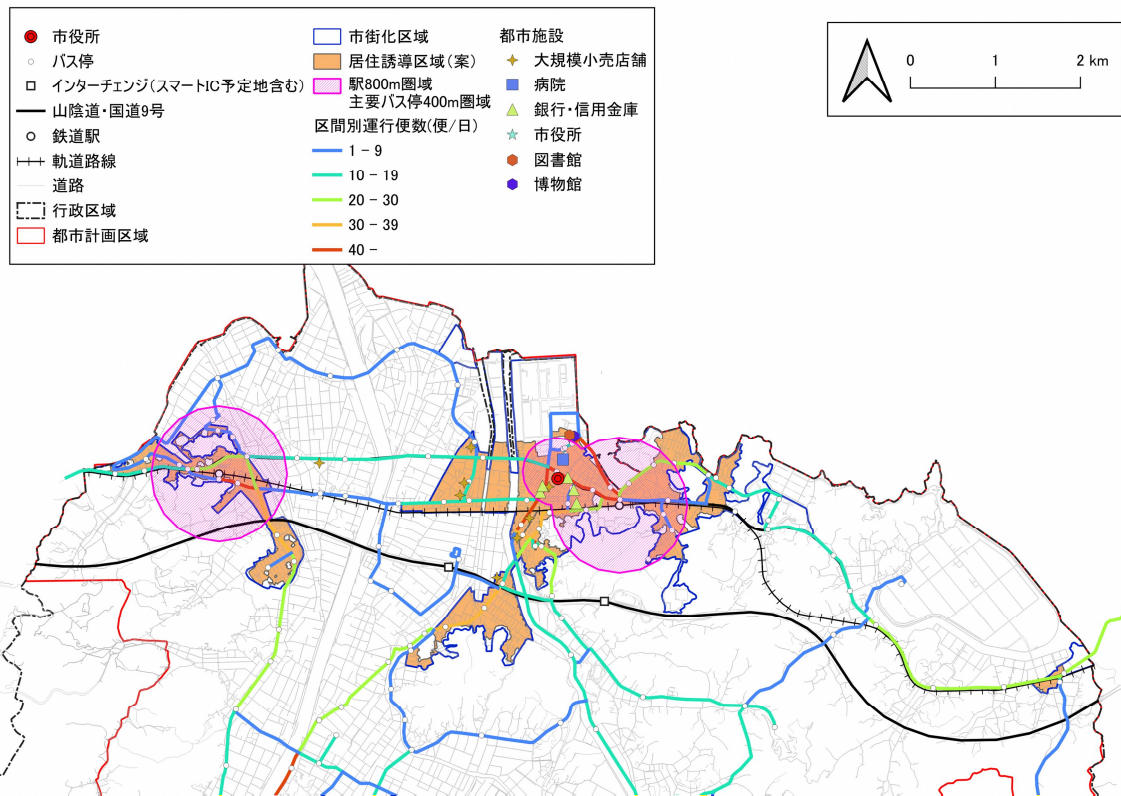 市役所
バス停
インターチェンジ(スマートIC予定地含む)
山陰道・国道9号
鉄道駅
軌道路線
道路
行政区域
都市計画区域
市街化区域
居住誘導区域(案)
駅800m圏域
主要バス停400m圏域
区間別運行便数(便/日)
1 - 9
10 - 19
20 - 30
30 - 39
40 -
都市施設
大規模小売店舗
病院
銀行・信用金庫
市役所
図書館
博物館
0 1 2 km